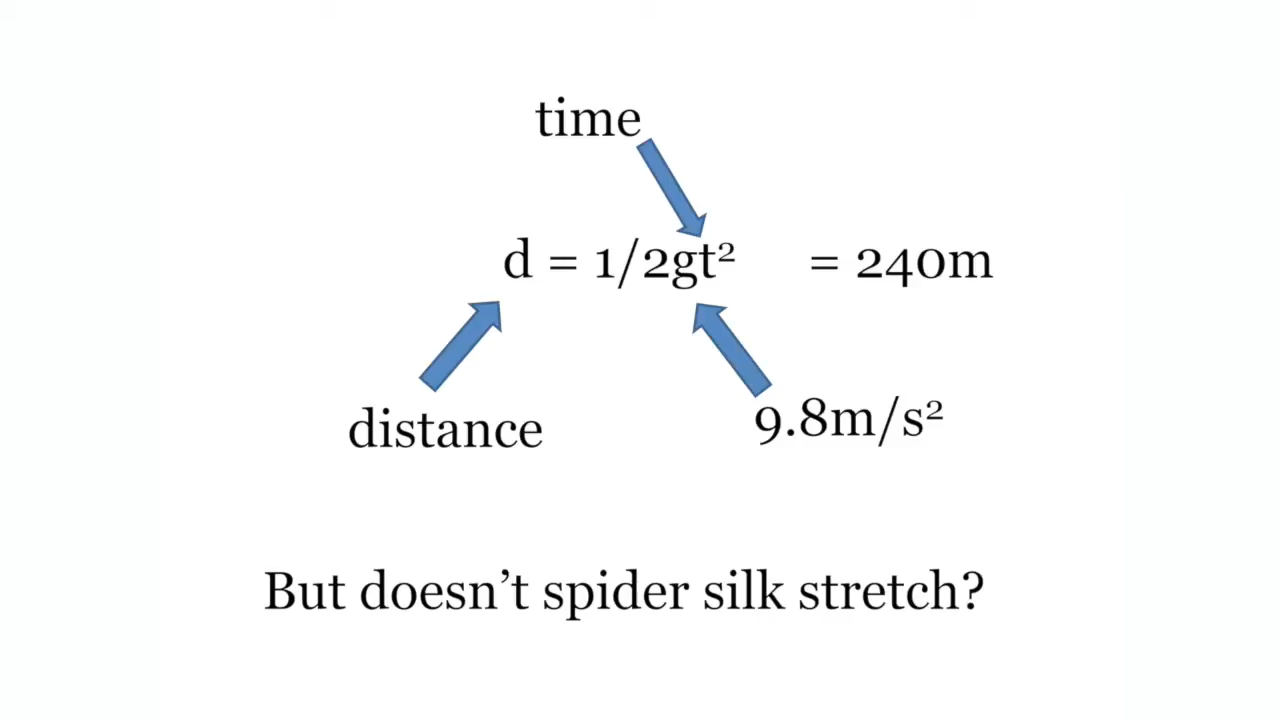 time
d = 1/2gt² = 240m
distance
9.8m/s²
But doesn’t spider silk stretch?